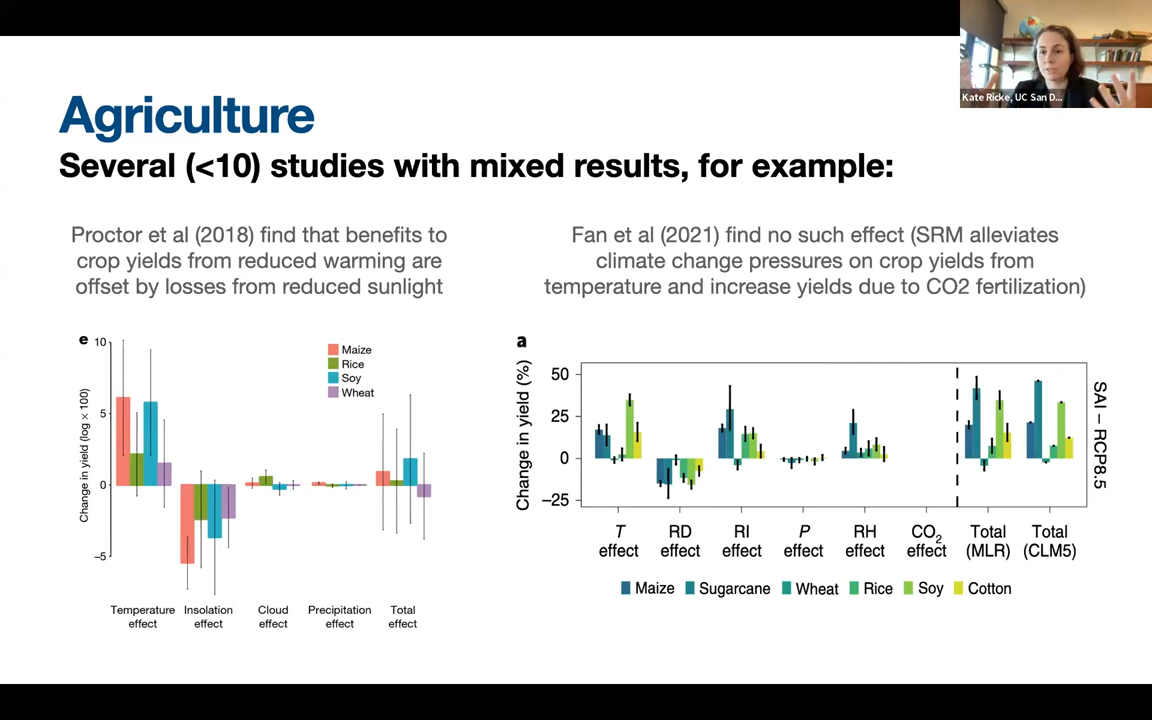 Kate Ricke, UC San D...
Agriculture
Several (<10) studies with mixed results, for example:
Proctor et al (2018) find that benefits to
crop yields from reduced warming are
offset by losses from reduced sunlight
e
10
5
0
−5
Change in yield (log × 100)
Maize
Rice
Soy
Wheat
Temperature effect
Insolation effect
Cloud effect
Precipitation effect
Total effect
Fan et al (2021) find no such effect (SRM alleviates
climate change pressures on crop yields from
temperature and increase yields due to CO2 fertilization)
a
50
25
0
−25
Change in yield (%)
SAI – RCP8.5
T effect
RD effect
RI effect
P effect
RH effect
CO2 effect
Total (MLR)
Total (CLM5)
Maize
Sugarcane
Wheat
Rice
Soy
Cotton